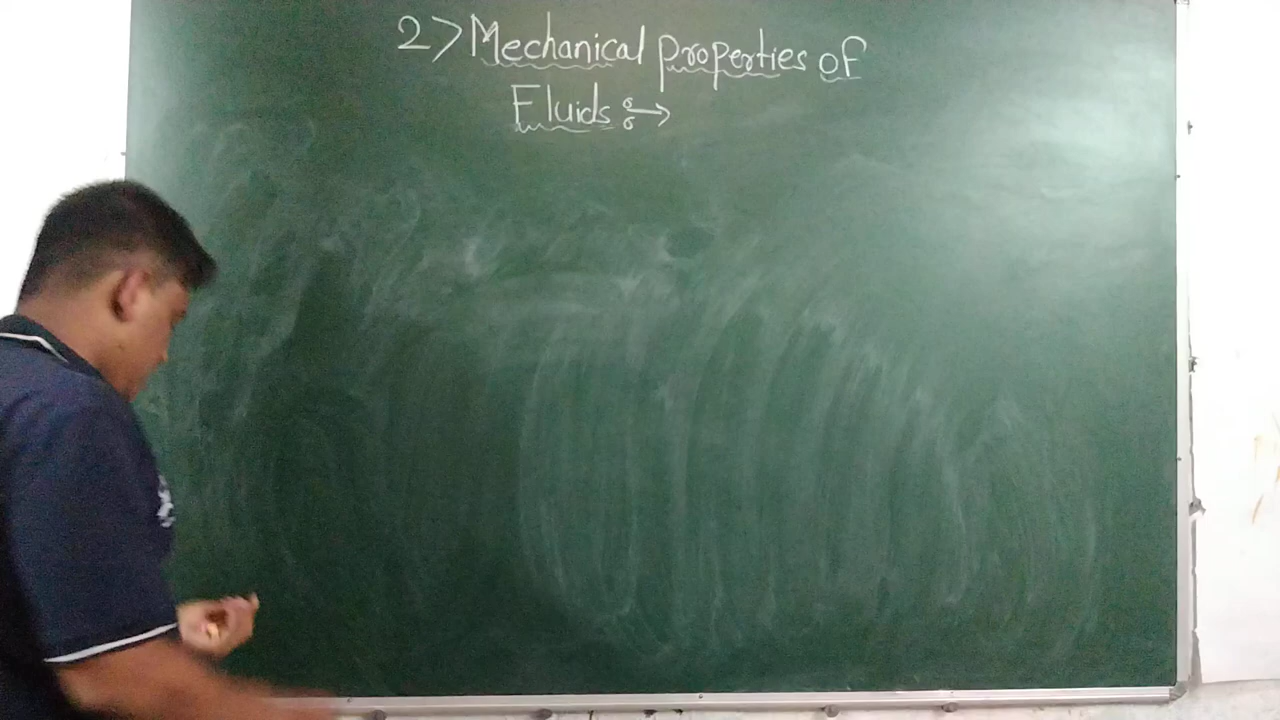 2> Mechanical properties of
Fluids :→